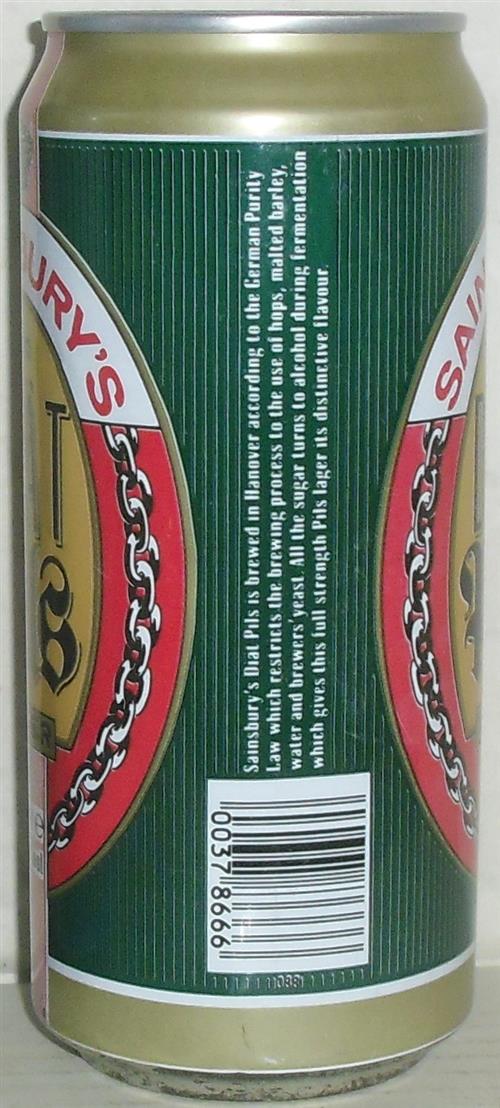 URY'S
T
Sainsbury's Diat Pils is brewed in Hanover according to the German Purity
Law which restricts the brewing process to the use of hops, malted barley,
water and brewers' yeast. All the sugar turns to alcohol during fermentation
which gives this full strength Pils lager its distinctive flavour.
0037 8666
SAIN